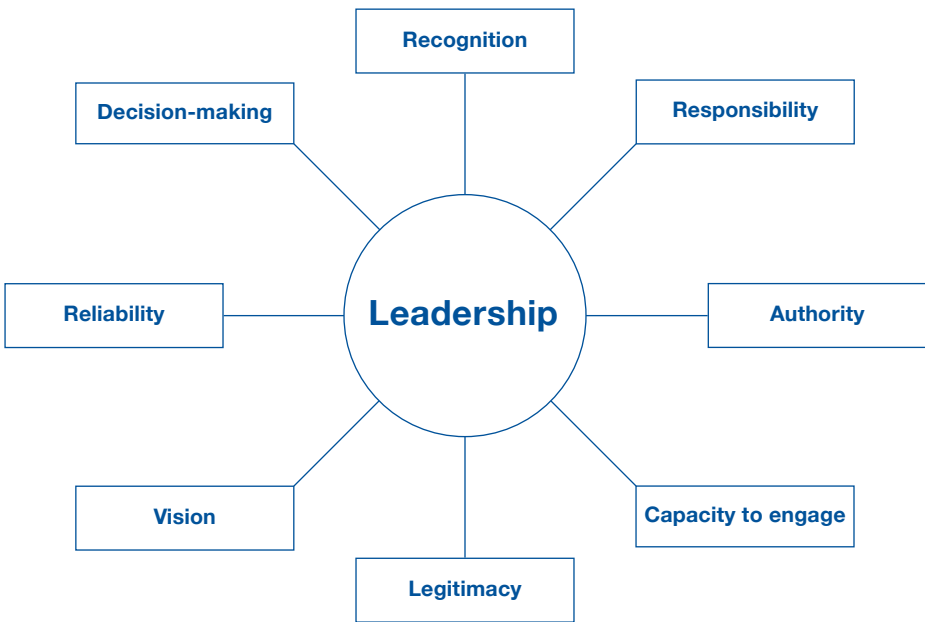 Recognition
Decision-making
Responsibility
Reliability
Leadership
Authority
Vision
Capacity to engage
Legitimacy